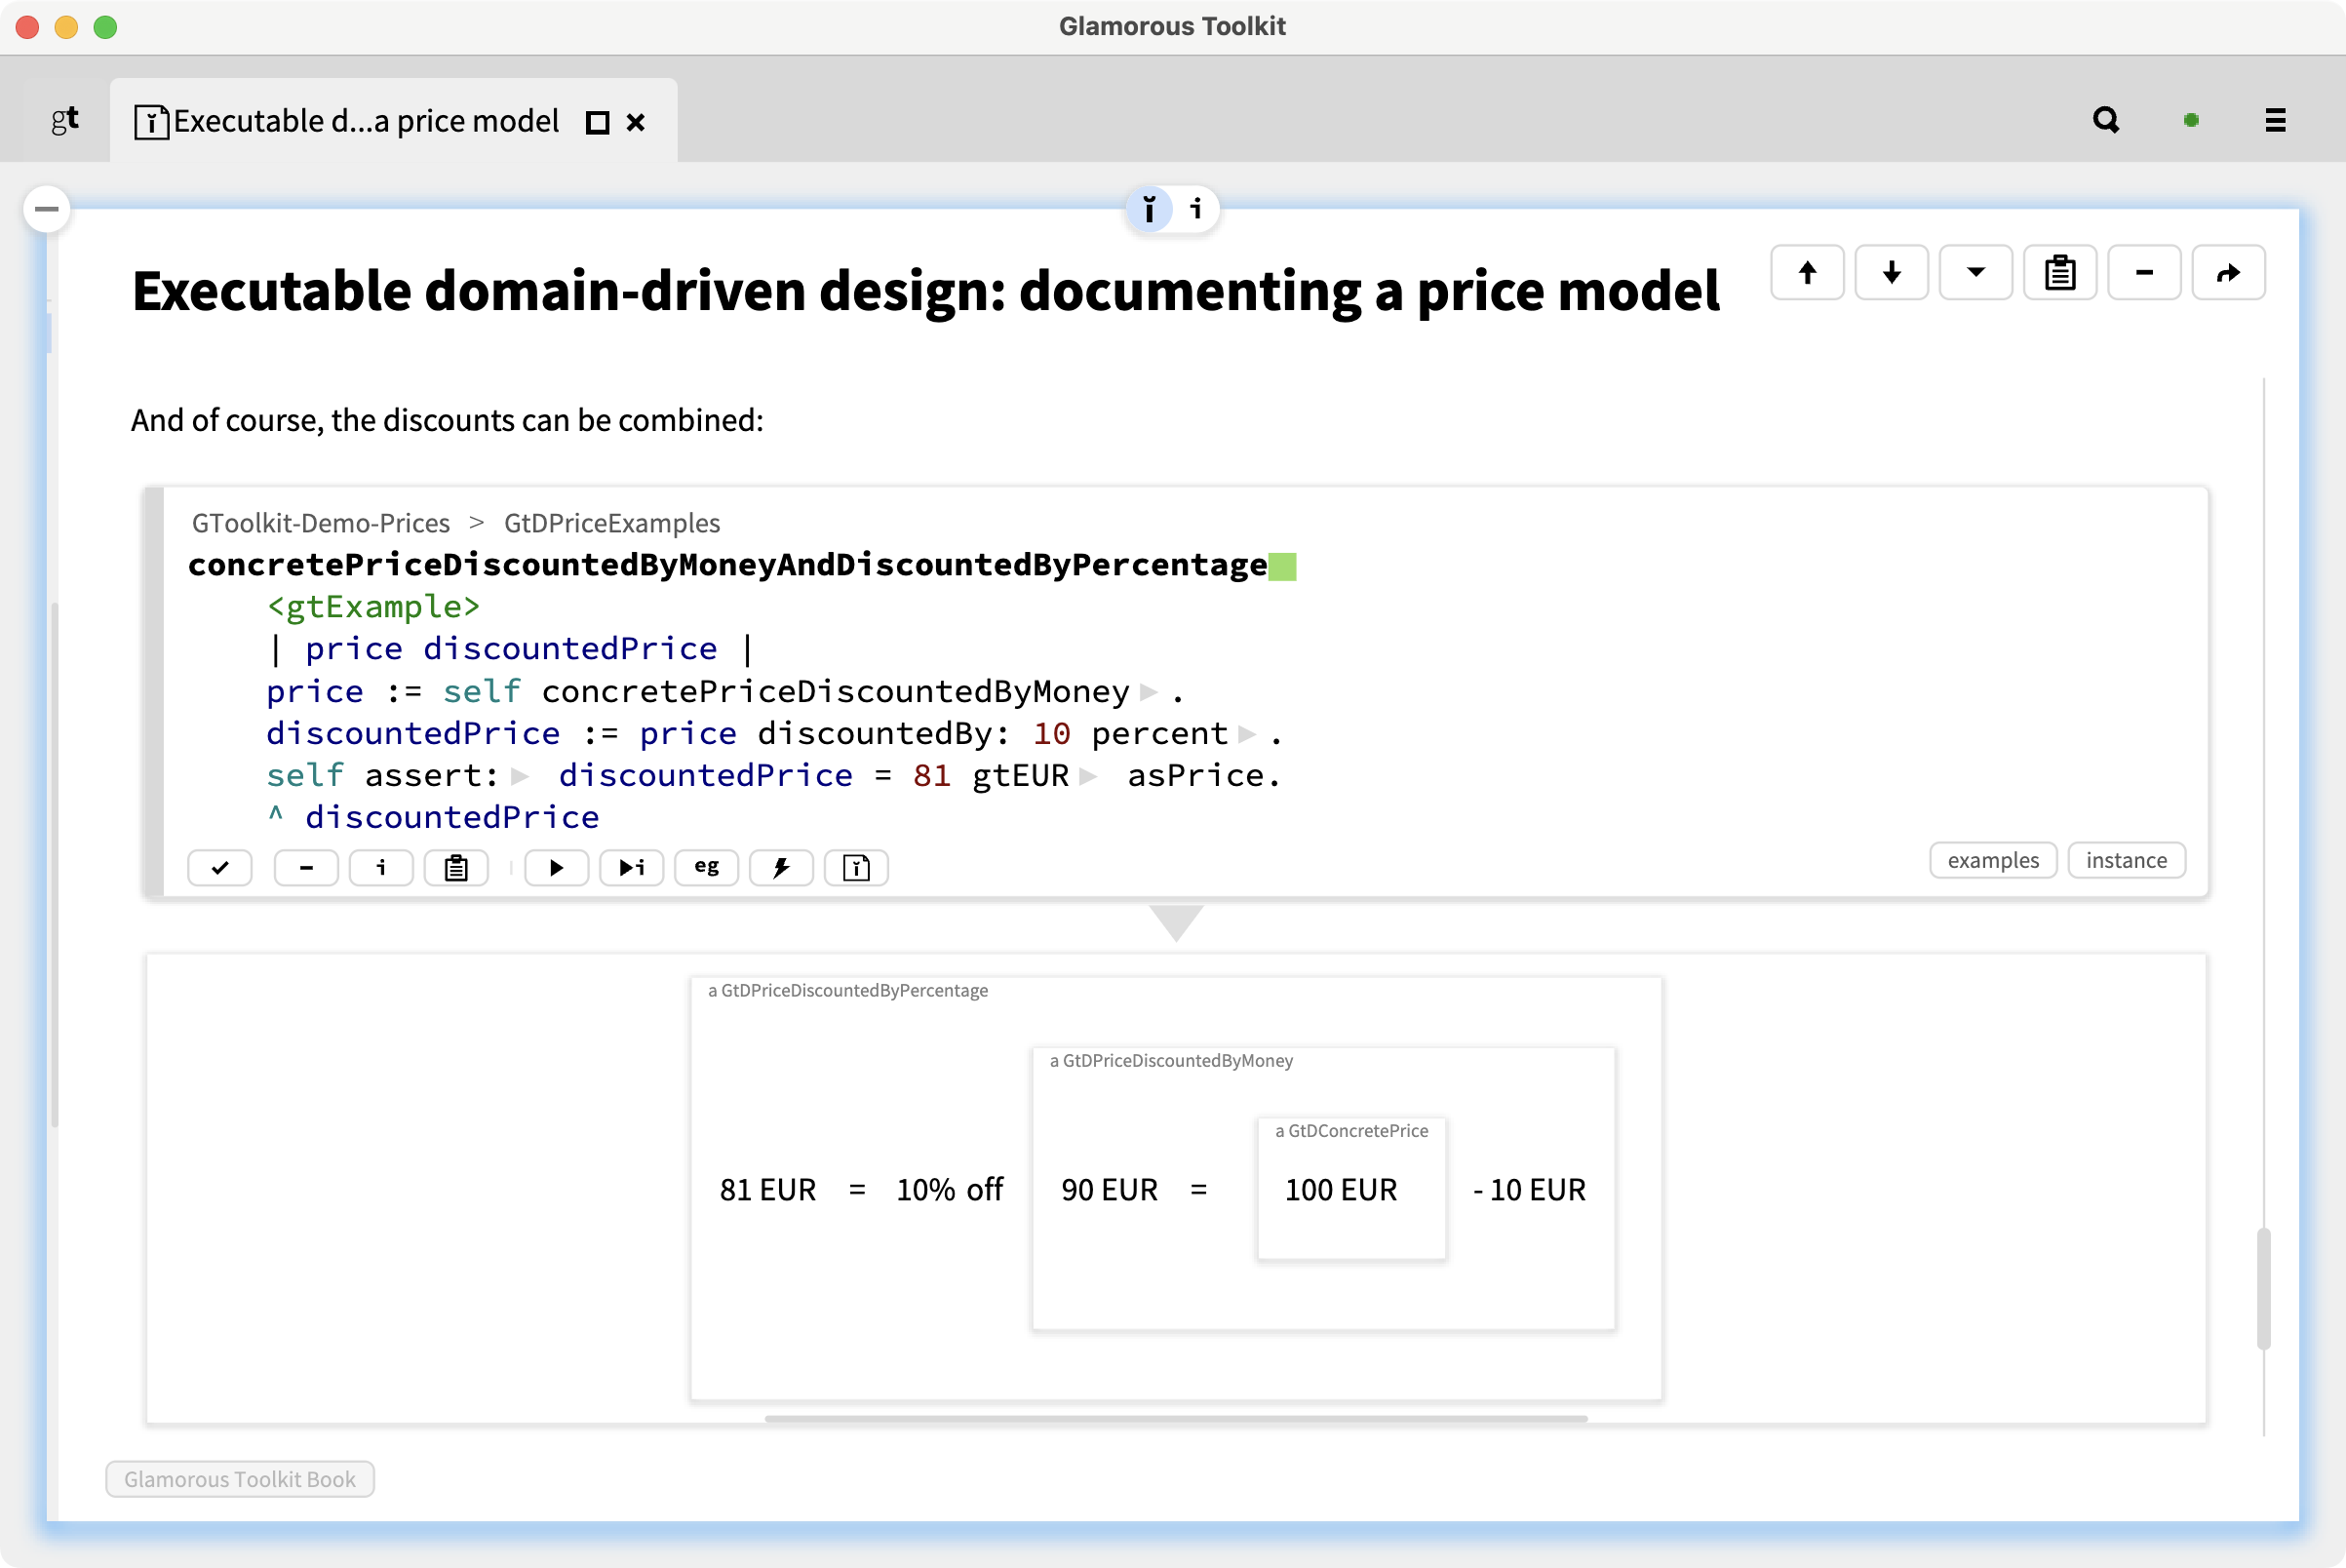 Glamorous Toolkit
gt
Executable d...a price model
i
Executable domain-driven design: documenting a price model
And of course, the discounts can be combined:
GToolkit-Demo-Prices > GtDPriceExamples
concretePriceDiscountedByMoneyAndDiscountedByPercentage
<gtExample>
| price discountedPrice |
price := self concretePriceDiscountedByMoney .
discountedPrice := price discountedBy: 10 percent .
self assert: discountedPrice = 81 gtEUR asPrice.
^ discountedPrice
i
i
eg
examples
instance
a GtDPriceDiscountedByPercentage
a GtDPriceDiscountedByMoney
a GtDConcretePrice
81 EUR = 10% off 90 EUR = 100 EUR - 10 EUR
Glamorous Toolkit Book